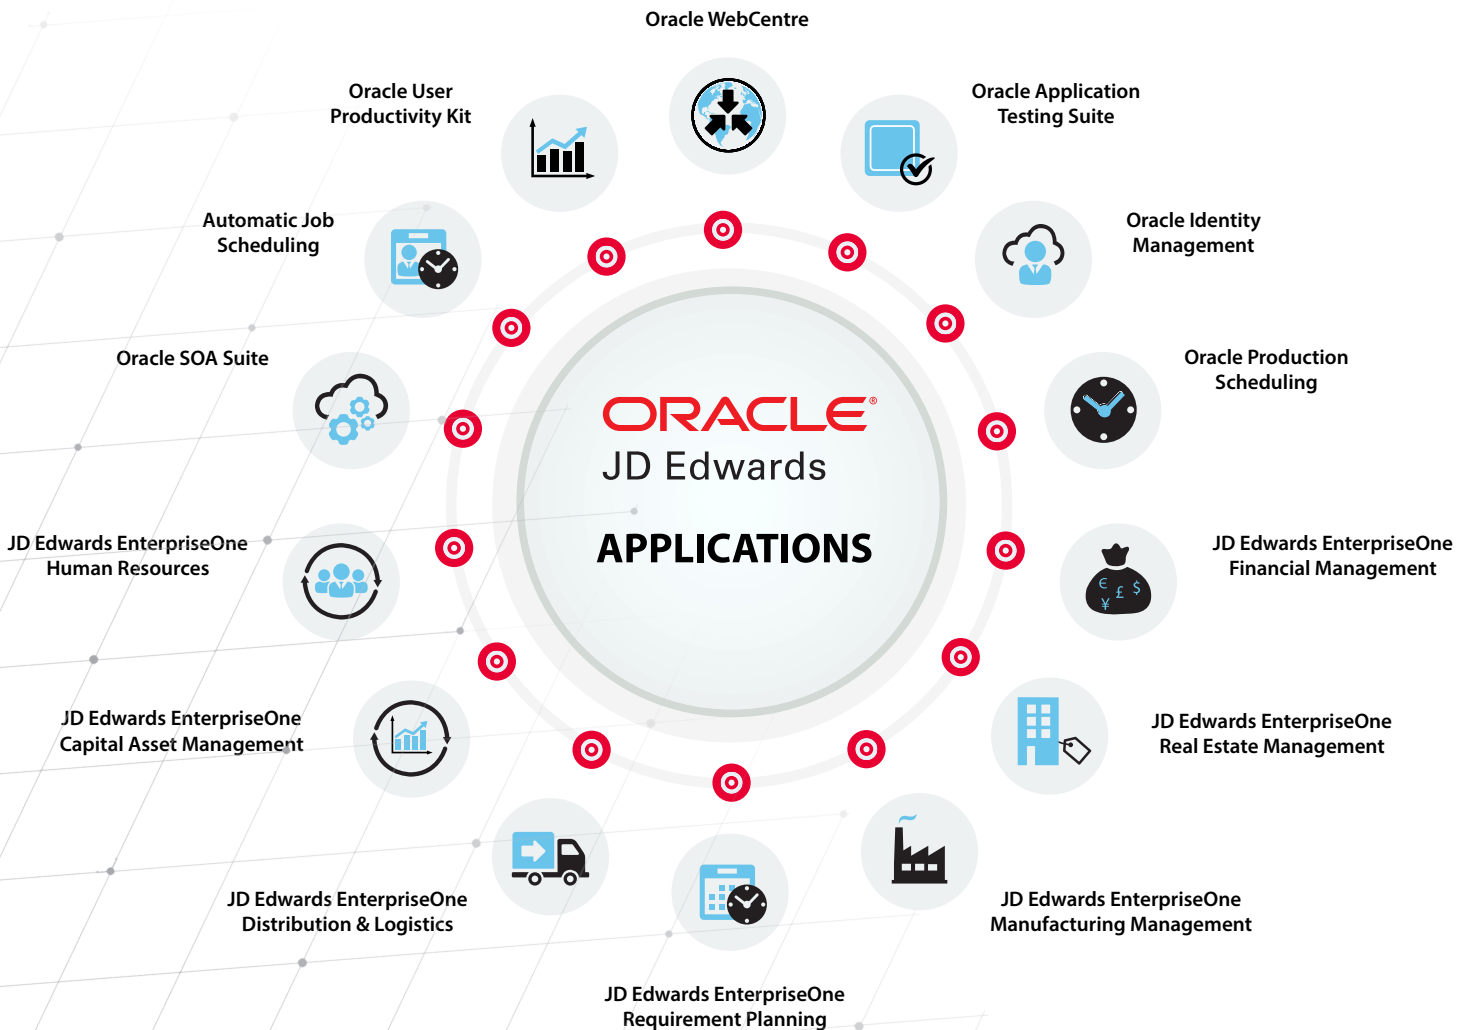 Oracle WebCentre
Oracle User
Productivity Kit
Oracle Application
Testing Suite
Automatic Job
Scheduling
Oracle Identity
Management
Oracle SOA Suite
Oracle Production
Scheduling
ORACLE®
JD Edwards
APPLICATIONS
JD Edwards EnterpriseOne
Human Resources
JD Edwards EnterpriseOne
Financial Management
€ £ $
¥
JD Edwards EnterpriseOne
Capital Asset Management
JD Edwards EnterpriseOne
Real Estate Management
JD Edwards EnterpriseOne
Distribution & Logistics
JD Edwards EnterpriseOne
Manufacturing Management
JD Edwards EnterpriseOne
Requirement Planning